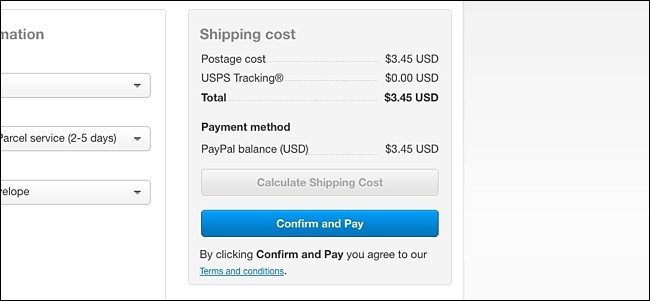 mation
Shipping cost
Postage cost $3.45 USD
USPS Tracking® $0.00 USD
Total $3.45 USD
Payment method
arcel service (2-5 days)
PayPal balance (USD) $3.45 USD
velope
Calculate Shipping Cost
Confirm and Pay
By clicking Confirm and Pay you agree to our
Terms and conditions.